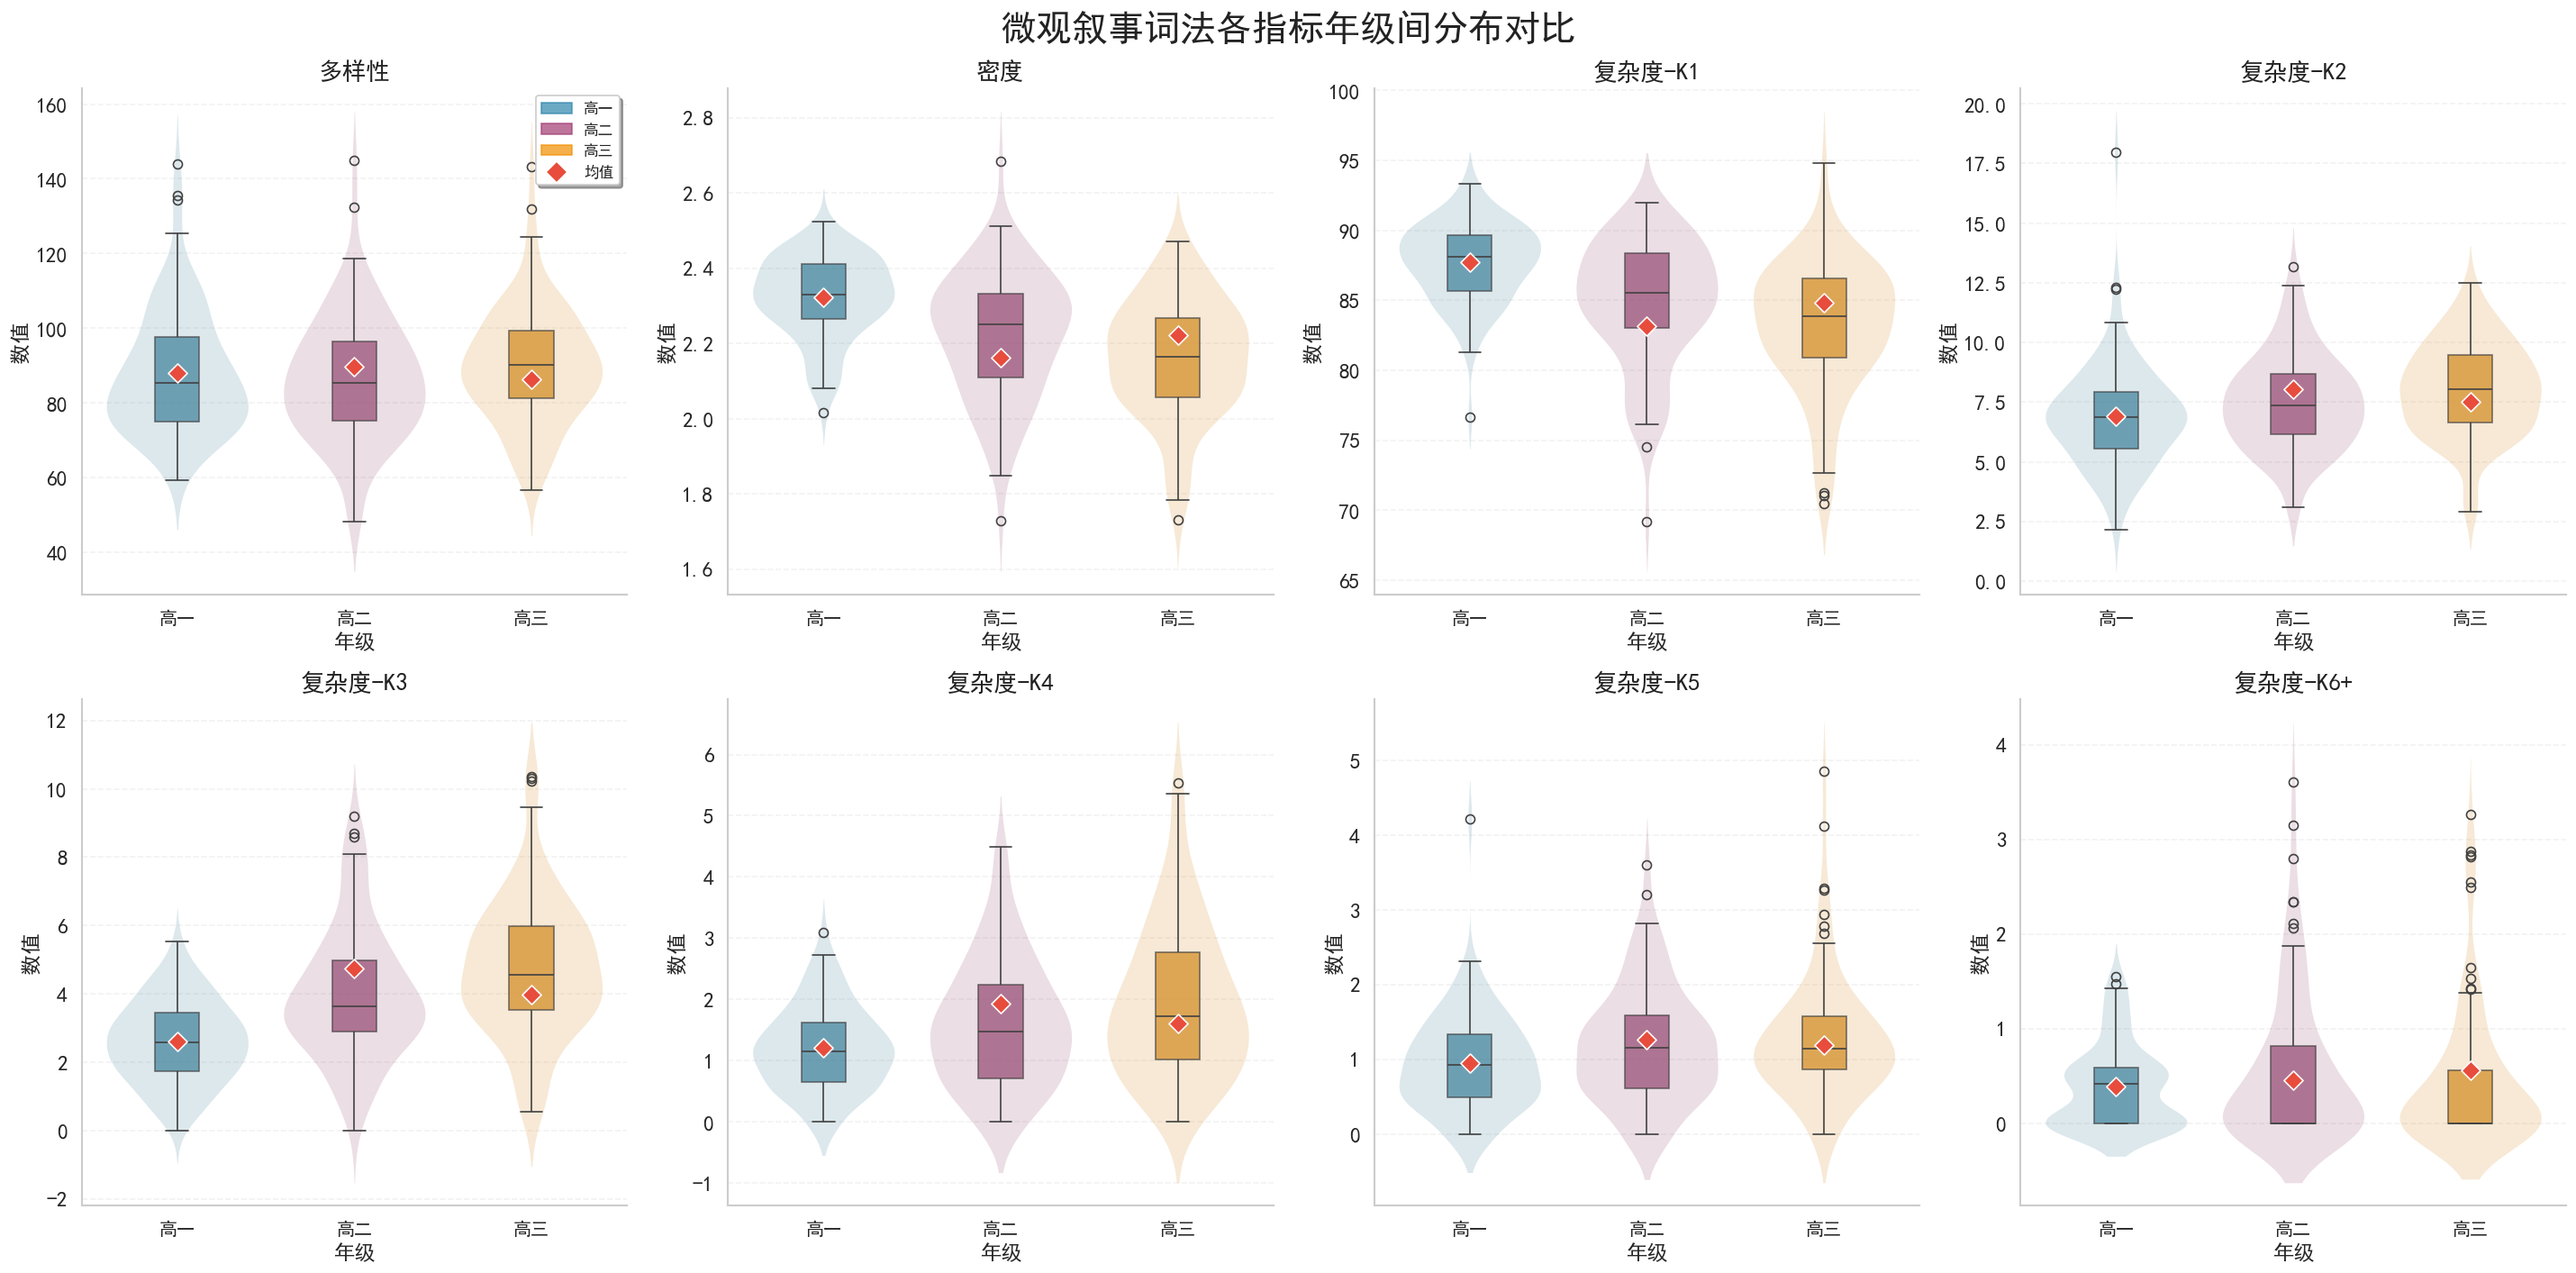 微观叙事词法各指标年级间分布对比
多样性
160
140
120
100
80
60
40
数值
高一
高二
高三
均值
高一 高二 高三
年级
密度
2.8
2.6
2.4
2.2
2.0
1.8
1.6
数值
高一 高二 高三
年级
复杂度-K1
100
95
90
85
80
75
70
65
数值
高一 高二 高三
年级
复杂度-K2
20.0
17.5
15.0
12.5
10.0
7.5
5.0
2.5
0.0
数值
高一 高二 高三
年级
复杂度-K3
12
10
8
6
4
2
0
-2
数值
高一 高二 高三
年级
复杂度-K4
6
5
4
3
2
1
0
-1
数值
高一 高二 高三
年级
复杂度-K5
5
4
3
2
1
0
数值
高一 高二 高三
年级
复杂度-K6+
4
3
2
1
0
数值
高一 高二 高三
年级